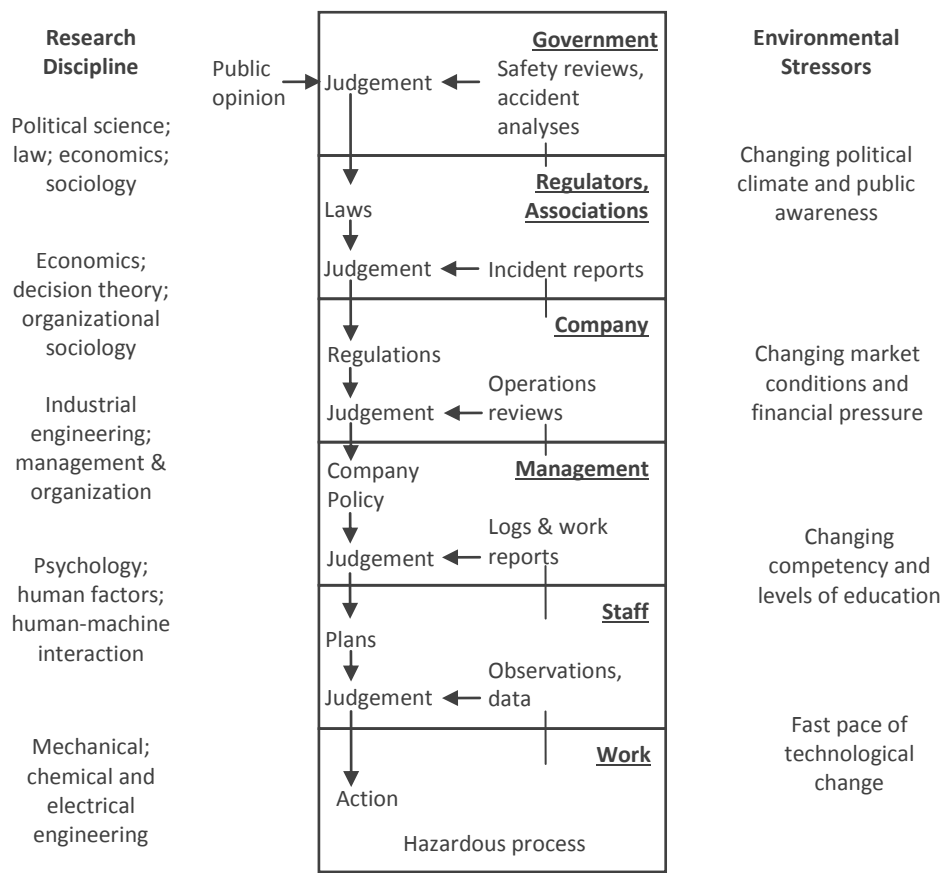 Research
Discipline
Political science;
law; economics;
sociology
Economics;
decision theory;
organizational
sociology
Industrial
engineering;
management &
organization
Psychology;
human factors;
human-machine
interaction
Mechanical;
chemical and
electrical
engineering
Public
opinion
Government
Judgement
Safety reviews,
accident
analyses
Regulators,
Associations
Laws
Judgement
Incident reports
Company
Regulations
Judgement
Operations
reviews
Management
Company
Policy
Judgement
Logs & work
reports
Staff
Plans
Judgement
Observations,
data
Work
Action
Hazardous process
Environmental
Stressors
Changing political
climate and public
awareness
Changing market
conditions and
financial pressure
Changing
competency and
levels of education
Fast pace of
technological
change